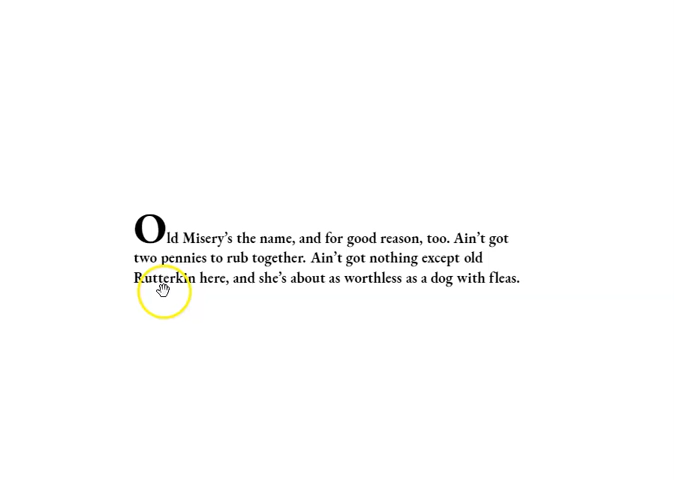 Old Misery’s the name, and for good reason, too. Ain’t got
two pennies to rub together. Ain’t got nothing except old
Rutterkin here, and she’s about as worthless as a dog with fleas.